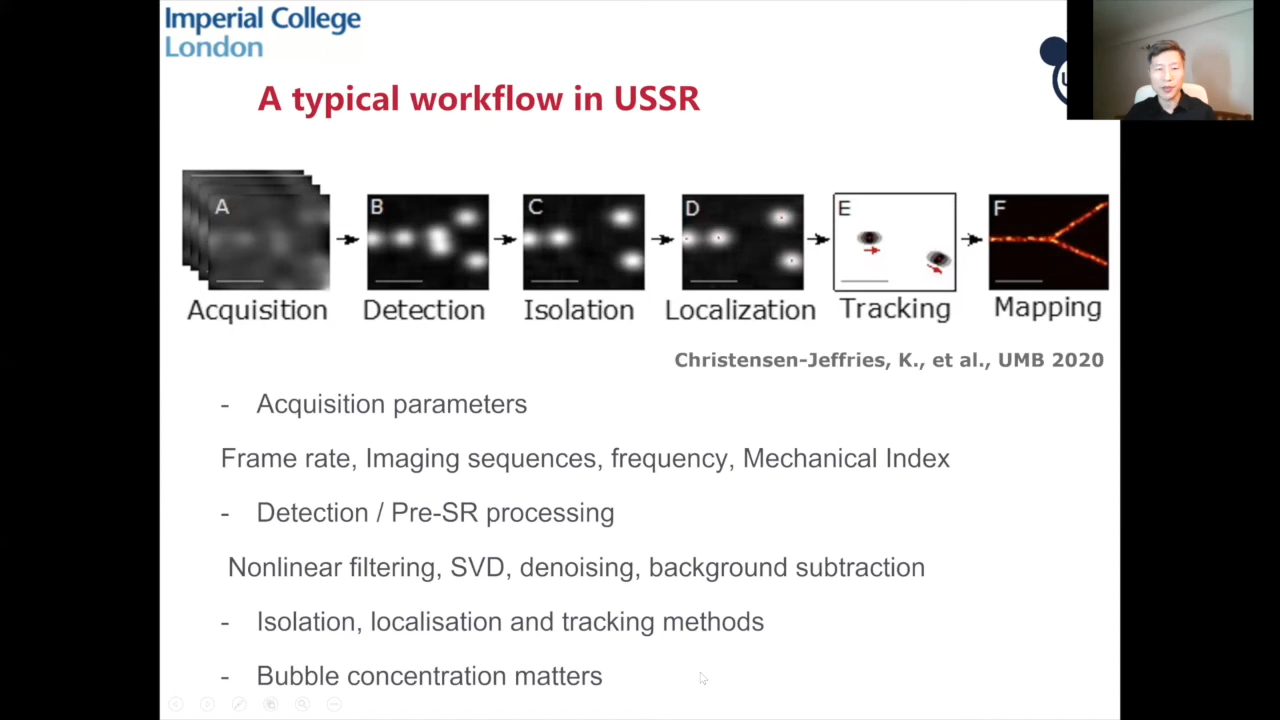 Imperial College
London
A typical workflow in USSR
A
B
C
D
E
F
Acquisition
Detection
Isolation
Localization
Tracking
Mapping
Christensen-Jeffries, K., et al., UMB 2020
- Acquisition parameters
Frame rate, Imaging sequences, frequency, Mechanical Index
- Detection / Pre-SR processing
Nonlinear filtering, SVD, denoising, background subtraction
- Isolation, localisation and tracking methods
- Bubble concentration matters